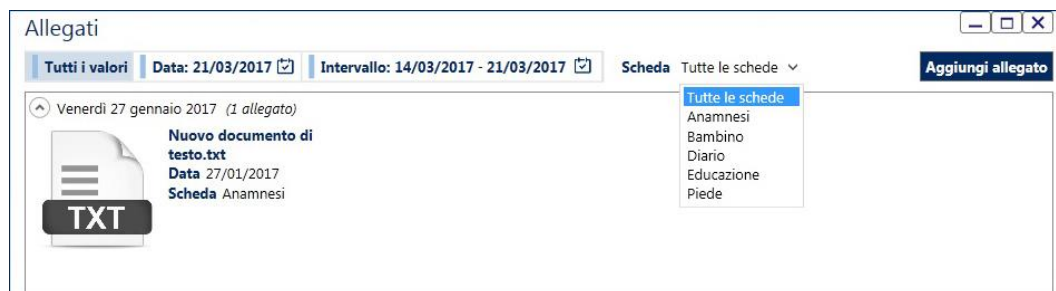 Allegati
Tutti i valori Data: 21/03/2017 Intervallo: 14/03/2017 - 21/03/2017 Scheda Tutte le schede Aggiungi allegato
Tutte le schede
Anamnesi
Bambino
Diario
Educazione
Piede
Venerdì 27 gennaio 2017 (1 allegato)
Nuovo documento di
testo.txt
Data 27/01/2017
Scheda Anamnesi
TXT